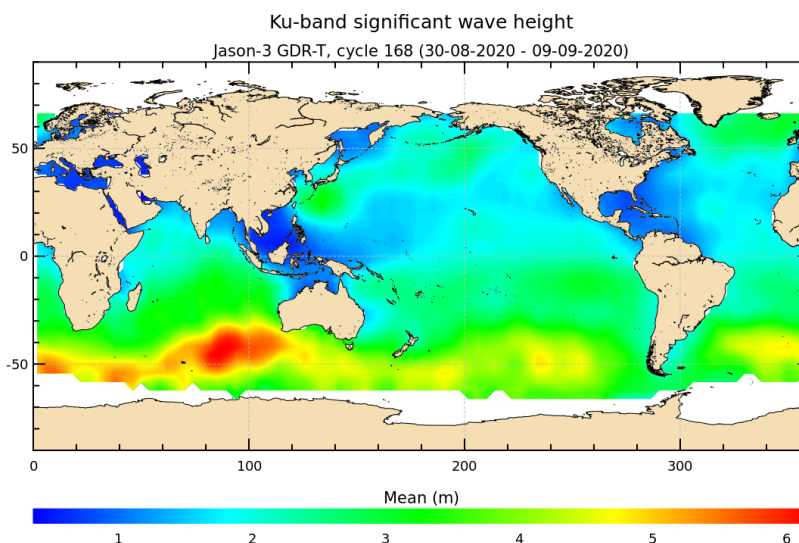 Ku-band significant wave height
Jason-3 GDR-T, cycle 168 (30-08-2020 - 09-09-2020)
50
0
-50
0 100 200 300
Mean (m)
1 2 3 4 5 6